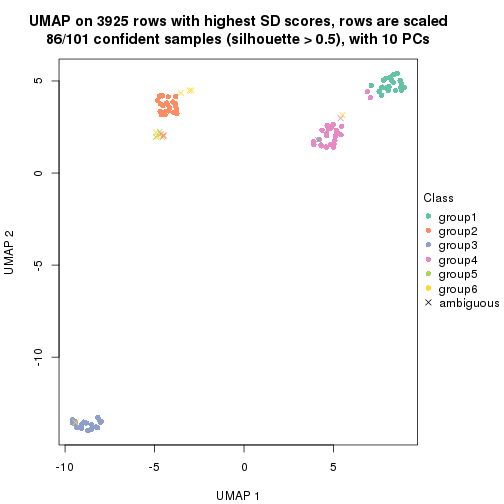 UMAP on 3925 rows with highest SD scores, rows are scaled
86/101 confident samples (silhouette > 0.5), with 10 PCs
5
0
-5
-10
-10
-5
0
5
UMAP 1
UMAP 2
Class
group1
group2
group3
group4
group5
group6
ambiguous